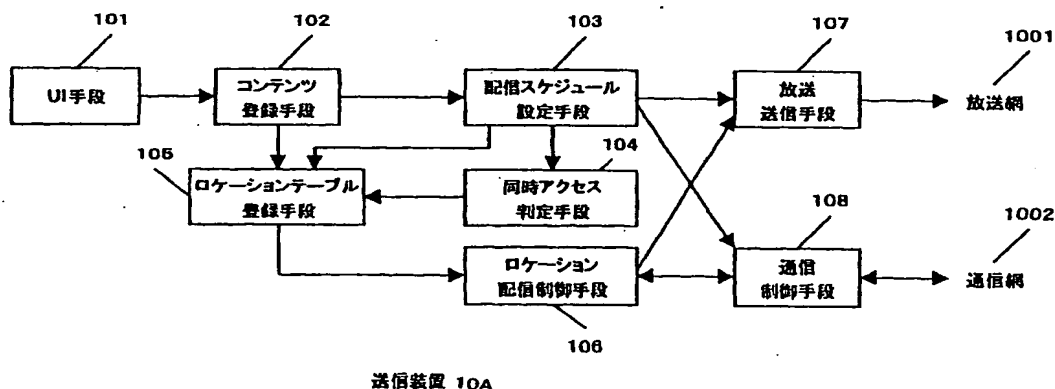 101
102
103
107
1001
UI手段
コンテンツ
登録手段
配信スケジュール
設定手段
放送
送信手段
放送網
105
104
ロケーションテーブル
登録手段
同時アクセス
判定手段
108
1002
ロケーション
配信制御手段
通信
制御手段
通信網
106
送信装置 10A